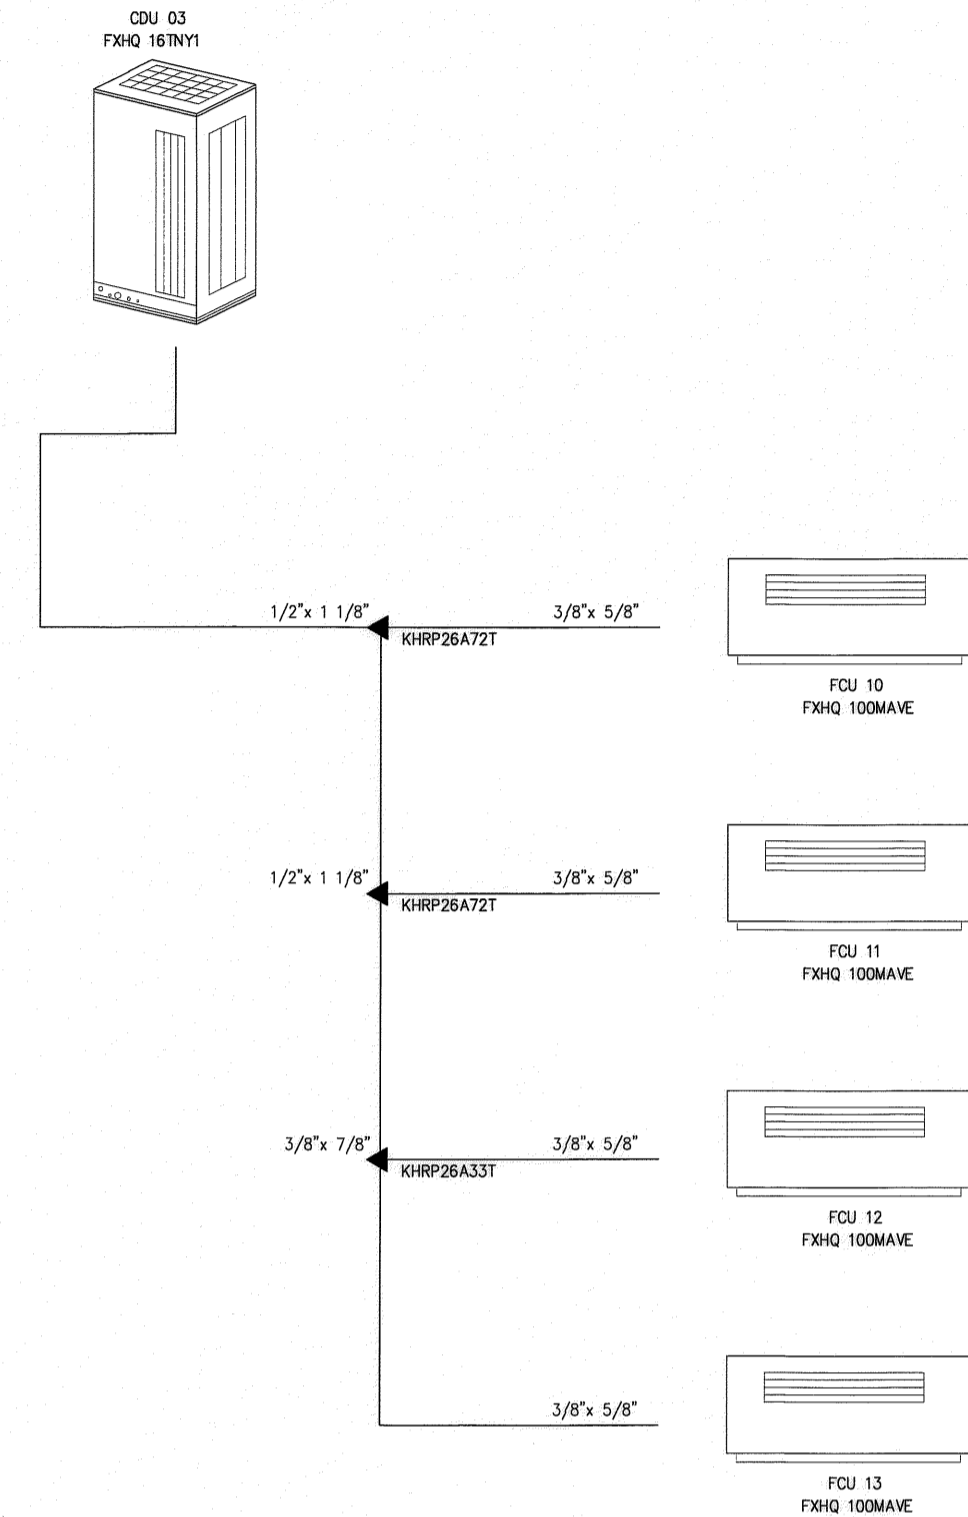 CDU 03
FXHQ 16TNY1
1/2"x 1 1/8"
3/8"x 5/8"
KHRP26A72T
FCU 10
FXHQ 100MAVE
1/2"x 1 1/8"
3/8"x 5/8"
KHRP26A72T
FCU 11
FXHQ 100MAVE
3/8"x 7/8"
3/8"x 5/8"
KHRP26A33T
FCU 12
FXHQ 100MAVE
3/8"x 5/8"
FCU 13
FXHQ 100MAVE